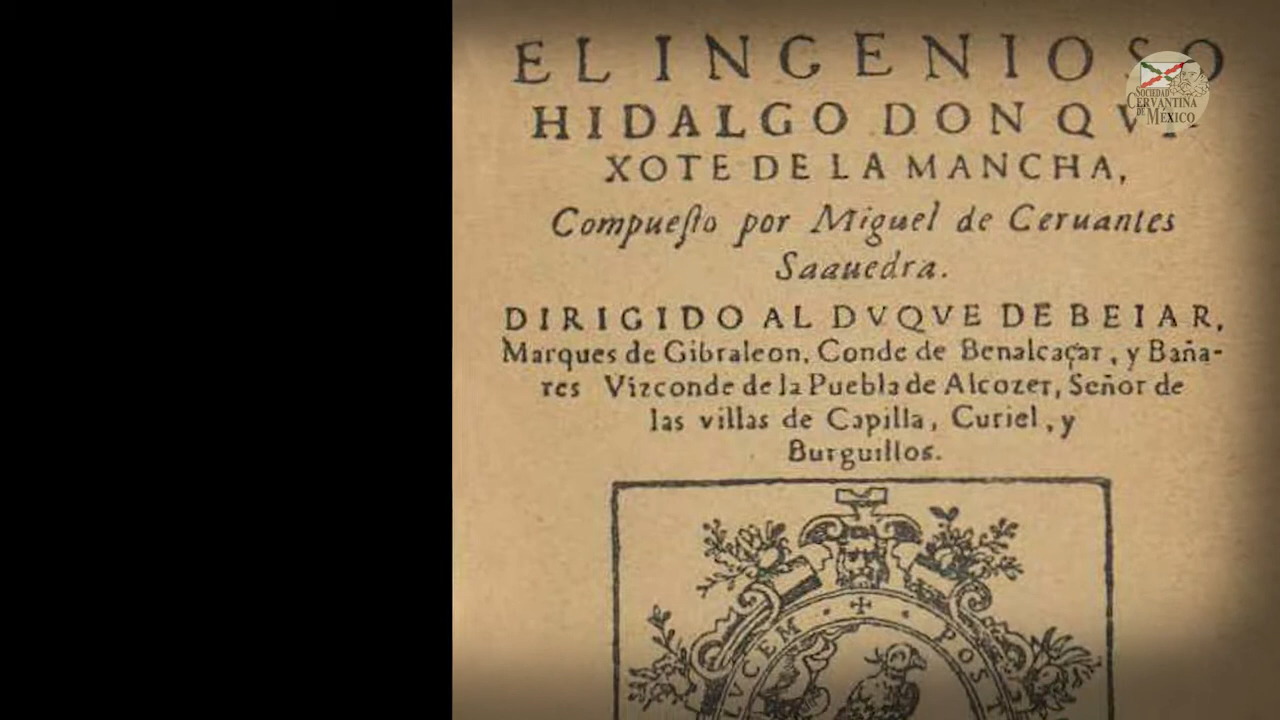 EL INGENIOSO
HIDALGO DON QVI-
XOTE DE LA MANCHA,
Compueſto por Miguel de Ceruantes
Saauedra.
DIRIGIDO AL DVQVE DE BEIAR,
Marques de Gibraleon, Conde de Benalcaçar, y Baña-
res Vizconde de la Puebla de Alcozer, Señor de
las villas de Capilla, Curiel, y
Burguillos.
LVCEM
POST
SOCIEDAD
CERVANTINA
DE MÉXICO